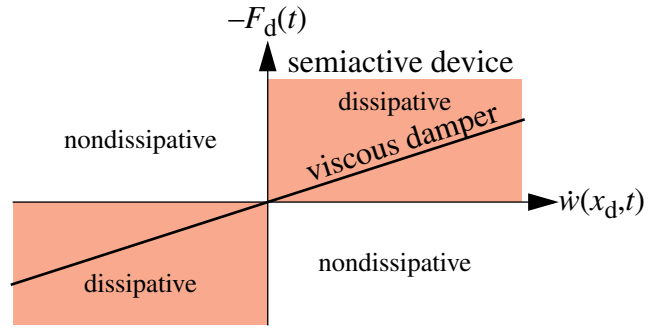 −F_d(t)
semiactive device
dissipative
nondissipative
viscous damper
ẇ(x_d,t)
dissipative
nondissipative